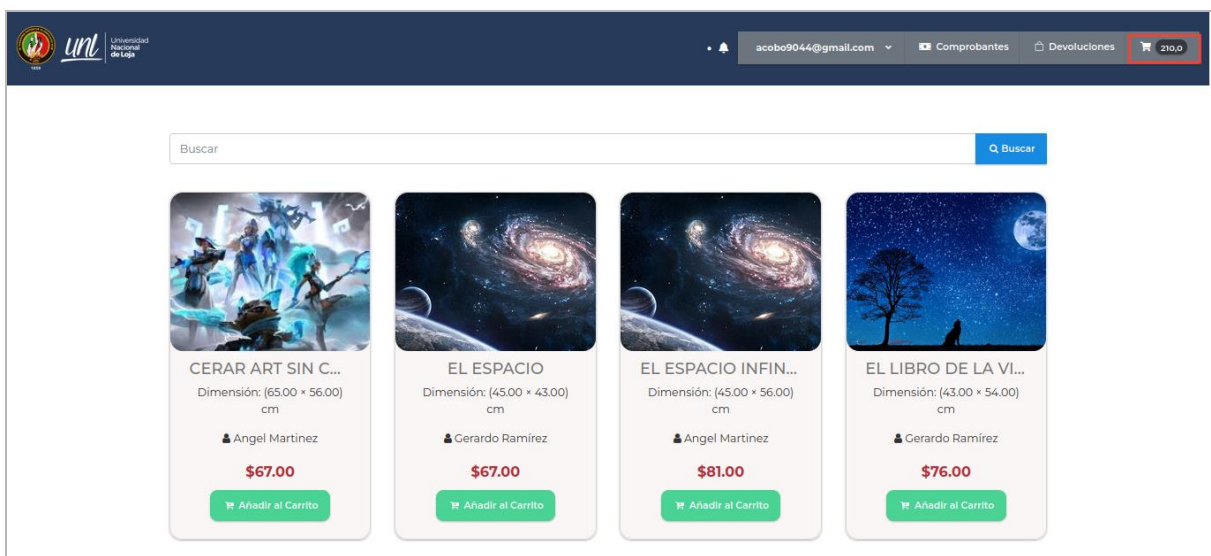 unl
Universidad
Nacional
de Loja
1859
acobo9044@gmail.com
Comprobantes
Devoluciones
210,0
Buscar
Buscar
CERAR ART SIN C...
Dimensión: (65.00 × 56.00)
cm
Angel Martinez
$67.00
Añadir al Carrito
EL ESPACIO
Dimensión: (45.00 × 43.00)
cm
Gerardo Ramírez
$67.00
Añadir al Carrito
EL ESPACIO INFIN...
Dimensión: (45.00 × 56.00)
cm
Angel Martinez
$81.00
Añadir al Carrito
EL LIBRO DE LA VI...
Dimensión: (43.00 × 54.00)
cm
Gerardo Ramírez
$76.00
Añadir al Carrito